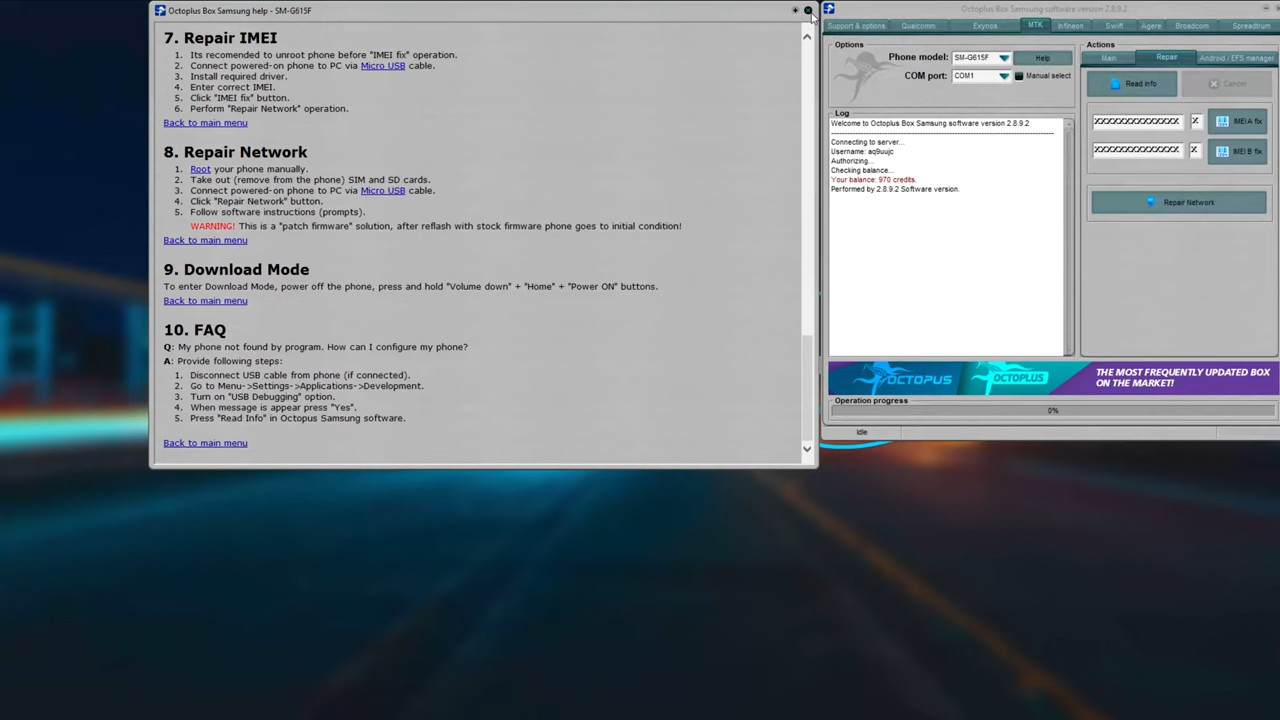 Octoplus Box Samsung help - SM-G615F
7. Repair IMEI
1. Its recomended to unroot phone before "IMEI fix" operation.
2. Connect powered-on phone to PC via Micro USB cable.
3. Install required driver.
4. Enter correct IMEI.
5. Click "IMEI fix" button.
6. Perform "Repair Network" operation.
Back to main menu
8. Repair Network
1. Root your phone manually.
2. Take out (remove from the phone) SIM and SD cards.
3. Connect powered-on phone to PC via Micro USB cable.
4. Click "Repair Network" button.
5. Follow software instructions (prompts).
WARNING! This is a "patch firmware" solution, after reflash with stock firmware phone goes to initial condition!
Back to main menu
9. Download Mode
To enter Download Mode, power off the phone, press and hold "Volume down" + "Home" + "Power ON" buttons.
Back to main menu
10. FAQ
Q: My phone not found by program. How can I configure my phone?
A: Provide following steps:
1. Disconnect USB cable from phone (if connected).
2. Go to Menu->Settings->Applications->Development.
3. Turn on "USB Debugging" option.
4. When message is appear press "Yes".
5. Press "Read Info" in Octopus Samsung software.
Back to main menu
Octoplus Box Samsung software version 2.8.9.2
Support & options Qualcomm Exynos MTK Infineon Swift Agere Broadcom Spreadtrum
Options
Phone model: SM-G615F Help
COM port: COM1 Manual select
Log
Welcome to Octoplus Box Samsung software version 2.8.9.2
Connecting to server...
Username: aq9uujc
Authorizing...
Checking balance...
Your balance: 970 credits.
Performed by 2.8.9.2 Software version.
Actions
Main Repair Android / EFS manager
Read info Cancel
XXXXXXXXXXXXXX X IMEI A fix
XXXXXXXXXXXXXX X IMEI B fix
Repair Network
OCTOPUS OCTOPLUS THE MOST FREQUENTLY UPDATED BOX
ON THE MARKET!
Operation progress
0%
Idle